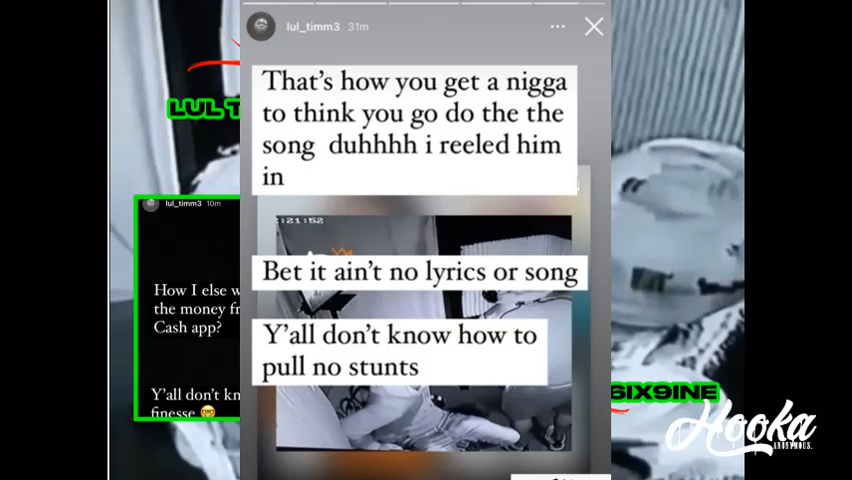 lul_timm3 31m
That's how you get a nigga
to think you go do the the
song duhhhh i reeled him
in
:21:52
Bet it ain't no lyrics or song
Y'all don't know how to
pull no stunts
LUL T
lul_timm3 10m
How I else w
the money fr
Cash app?
Y'all don't kn
finesse
6IX9INE
Hooka
ANONYMOUS.